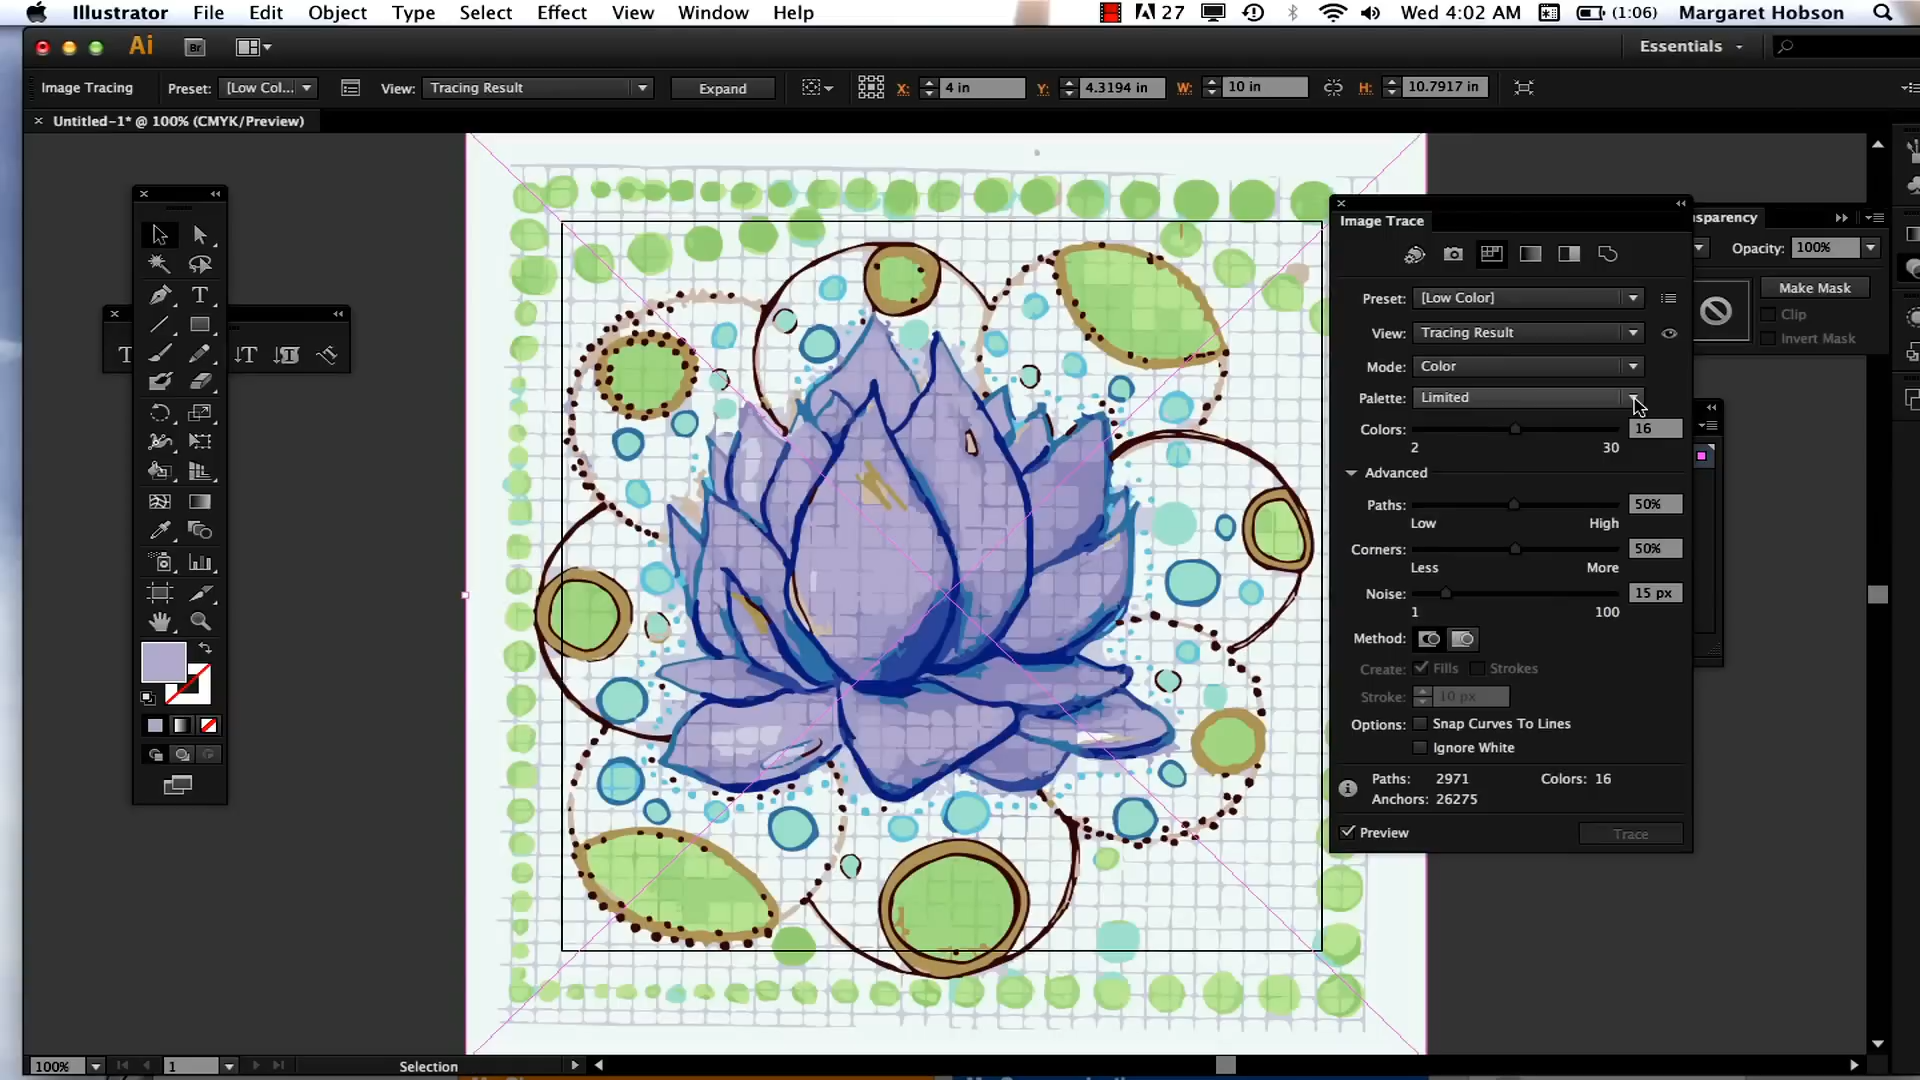 Illustrator File Edit Object Type Select Effect View Window Help 27 Wed 4:02 AM (1:06) Margaret Hobson
Ai Br Essentials
Image Tracing Preset: [Low Col... View: Tracing Result Expand X: 4 in Y: 4.3194 in W: 10 in H: 10.7917 in
× Untitled-1* @ 100% (CMYK/Preview)
Image Trace
nsparency
Opacity: 100%
Make Mask
Clip
Invert Mask
Preset: [Low Color]
View: Tracing Result
Mode: Color
Palette: Limited
Colors: 16
2 30
Advanced
Paths: 50%
Low High
Corners: 50%
Less More
Noise: 15 px
1 100
Method:
Create: Fills Strokes
Stroke: 10 px
Options: Snap Curves To Lines
Ignore White
Paths: 2971 Colors: 16
Anchors: 26275
Preview Trace
100% 1 Selection